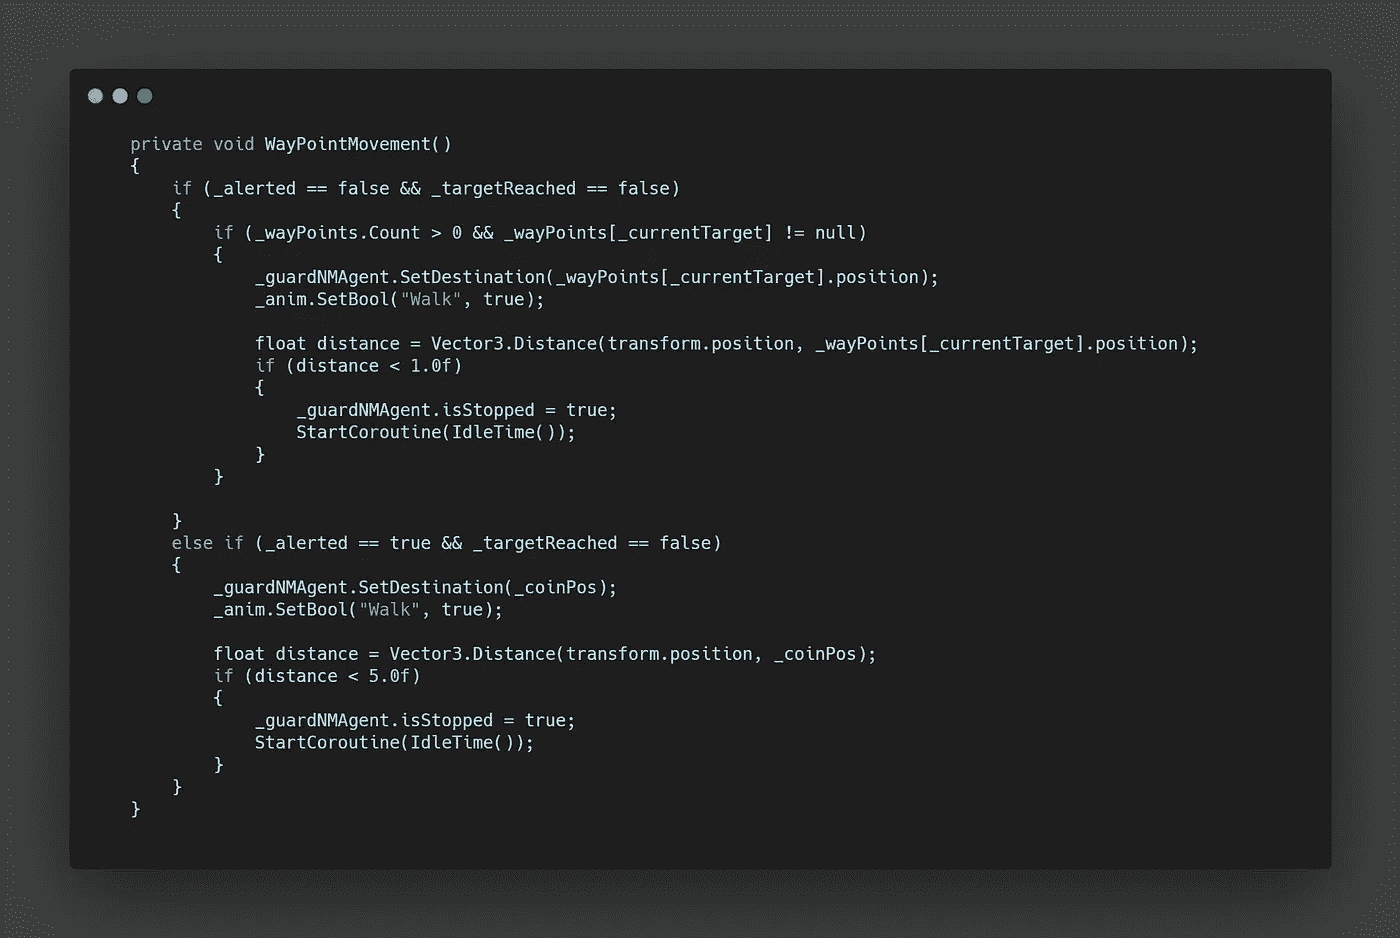 private void WayPointMovement()
{
    if (_alerted == false && _targetReached == false)
    {
        if (_wayPoints.Count > 0 && _wayPoints[_currentTarget] != null)
        {
            _guardNMAgent.SetDestination(_wayPoints[_currentTarget].position);
            _anim.SetBool("Walk", true);

            float distance = Vector3.Distance(transform.position, _wayPoints[_currentTarget].position);
            if (distance < 1.0f)
            {
                _guardNMAgent.isStopped = true;
                StartCoroutine(IdleTime());
            }
        }

    }
    else if (_alerted == true && _targetReached == false)
    {
        _guardNMAgent.SetDestination(_coinPos);
        _anim.SetBool("Walk", true);

        float distance = Vector3.Distance(transform.position, _coinPos);
        if (distance < 5.0f)
        {
            _guardNMAgent.isStopped = true;
            StartCoroutine(IdleTime());
        }
    }
}